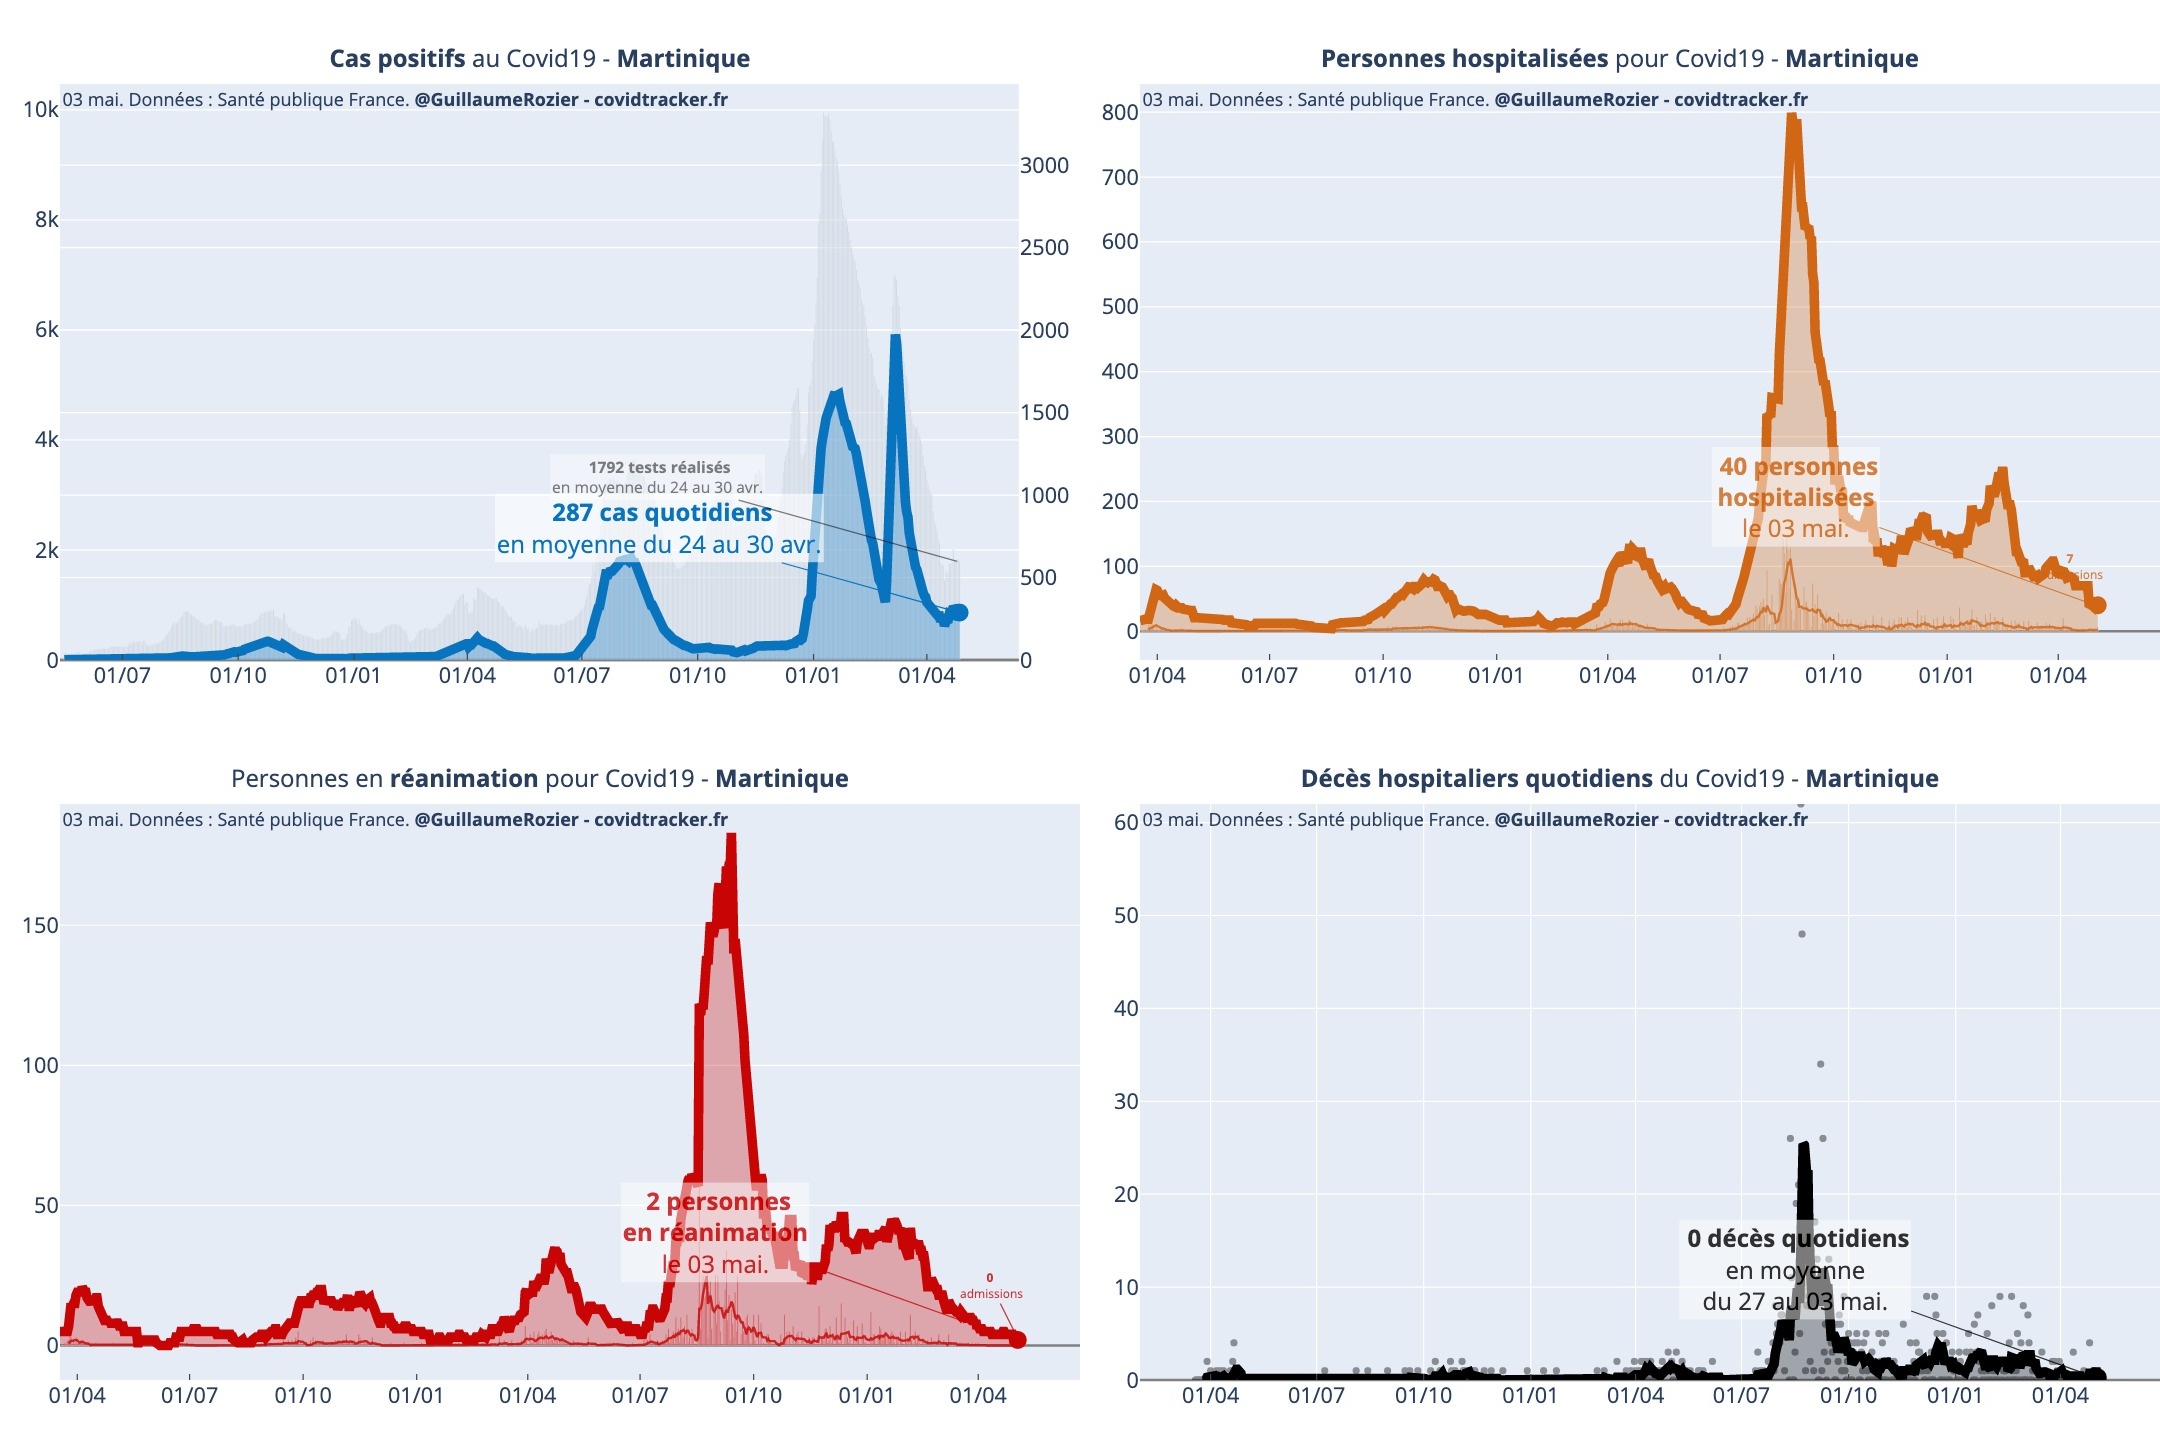 Cas positifs au Covid19 - Martinique
03 mai. Données : Santé publique France. @GuillaumeRozier - covidtracker.fr
10k
8k
6k
4k
2k
0
3000
2500
2000
1500
1000
500
0
1792 tests réalisés
en moyenne du 24 au 30 avr.
287 cas quotidiens
en moyenne du 24 au 30 avr.
01/07 01/10 01/01 01/04 01/07 01/10 01/01 01/04
Personnes hospitalisées pour Covid19 - Martinique
03 mai. Données : Santé publique France. @GuillaumeRozier - covidtracker.fr
800
700
600
500
400
300
200
100
0
40 personnes
hospitalisées
le 03 mai.
7
01/04 01/07 01/10 01/01 01/04 01/07 01/10 01/01 01/04
Personnes en réanimation pour Covid19 - Martinique
03 mai. Données : Santé publique France. @GuillaumeRozier - covidtracker.fr
150
100
50
0
2 personnes
en réanimation
le 03 mai.
0
admissions
01/04 01/07 01/10 01/01 01/04 01/07 01/10 01/01 01/04
Décès hospitaliers quotidiens du Covid19 - Martinique
03 mai. Données : Santé publique France. @GuillaumeRozier - covidtracker.fr
60
50
40
30
20
10
0
0 décès quotidiens
en moyenne
du 27 au 03 mai.
01/04 01/07 01/10 01/01 01/04 01/07 01/10 01/01 01/04